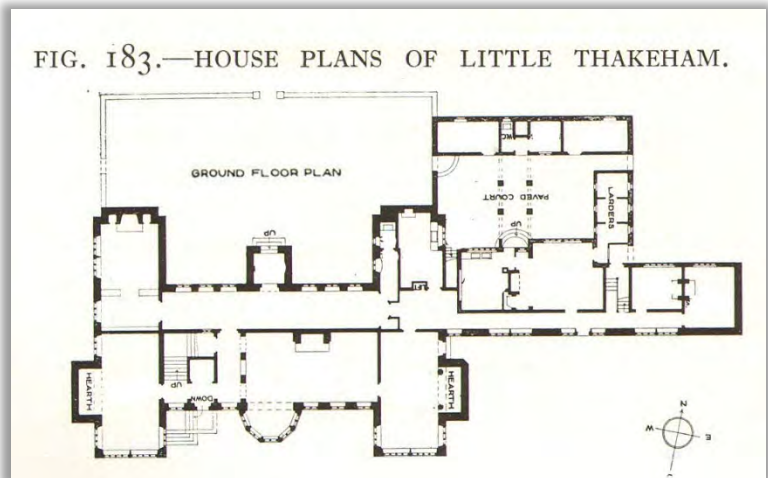 FIG. 183.—HOUSE PLANS OF LITTLE THAKEHAM.
GROUND FLOOR PLAN
W.C.
PAVED COURT
LARDERS
UP
UP
LIFT
HEARTH
UP
DOWN
HEARTH
N
W
E